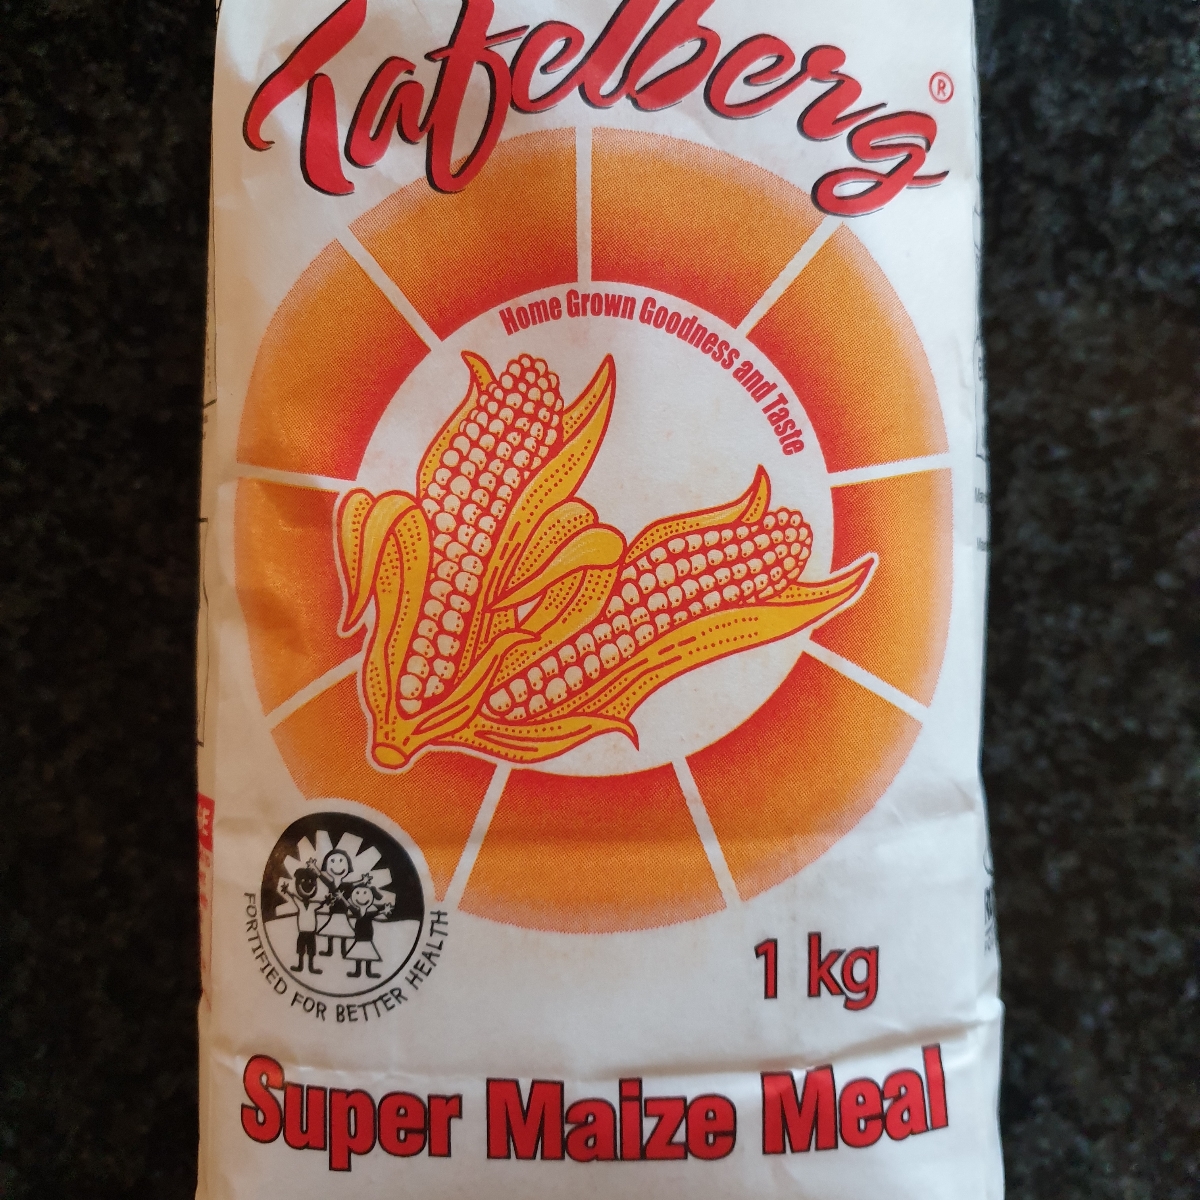 Tafelberg®
Home Grown Goodness and Taste
FORTIFIED FOR BETTER HEALTH
1 kg
Super Maize Meal